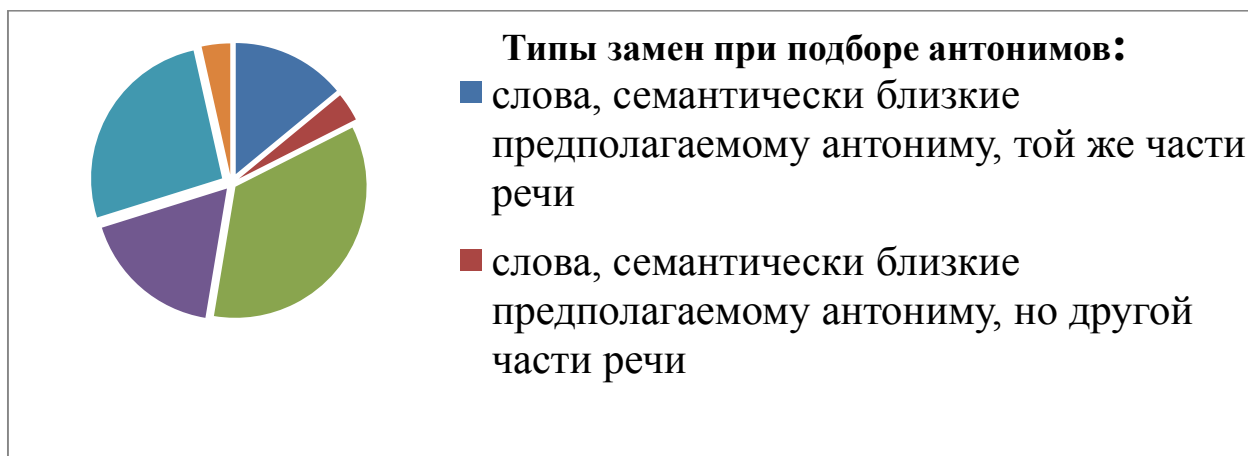 Типы замен при подборе антонимов:
слова, семантически близкие
предполагаемому антониму, той же части
речи
слова, семантически близкие
предполагаемому антониму, но другой
части речи